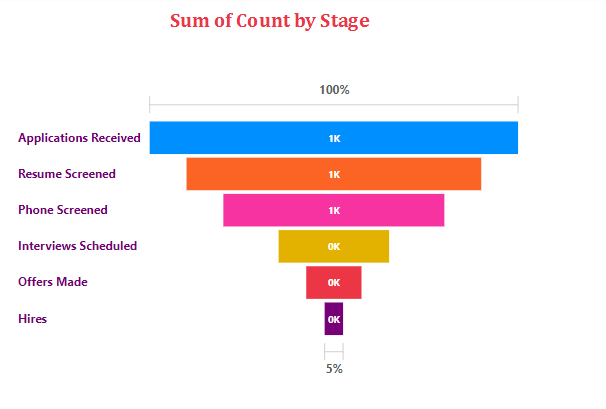 Sum of Count by Stage
100%
Applications Received 1K
Resume Screened 1K
Phone Screened 1K
Interviews Scheduled 0K
Offers Made 0K
Hires 0K
5%